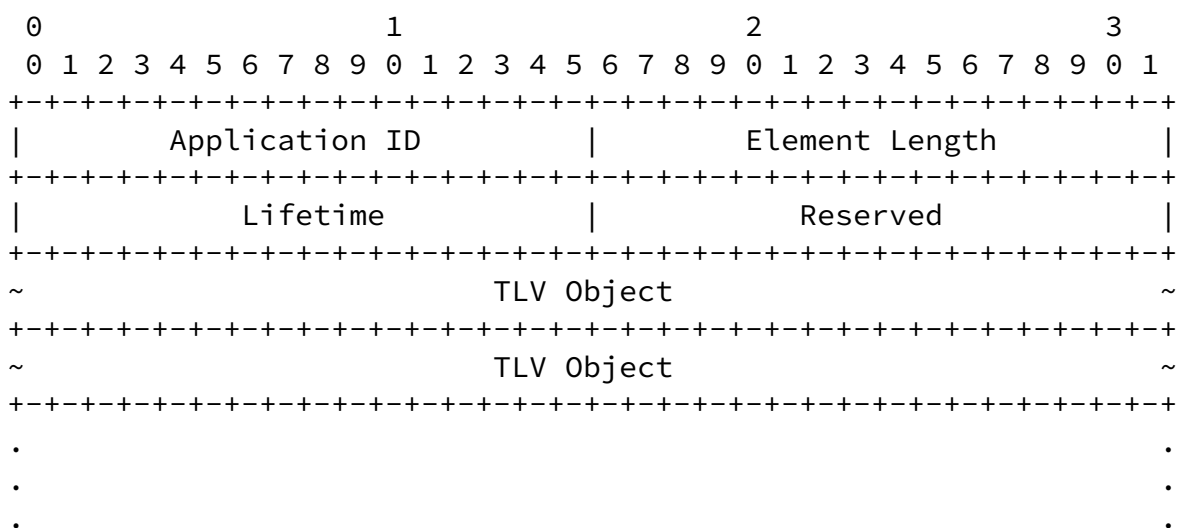 0                   1                   2                   3
 0 1 2 3 4 5 6 7 8 9 0 1 2 3 4 5 6 7 8 9 0 1 2 3 4 5 6 7 8 9 0 1
+-+-+-+-+-+-+-+-+-+-+-+-+-+-+-+-+-+-+-+-+-+-+-+-+-+-+-+-+-+-+-+-+
|        Application ID         |        Element Length         |
+-+-+-+-+-+-+-+-+-+-+-+-+-+-+-+-+-+-+-+-+-+-+-+-+-+-+-+-+-+-+-+-+
|            Lifetime           |           Reserved            |
+-+-+-+-+-+-+-+-+-+-+-+-+-+-+-+-+-+-+-+-+-+-+-+-+-+-+-+-+-+-+-+-+
~                          TLV Object                           ~
+-+-+-+-+-+-+-+-+-+-+-+-+-+-+-+-+-+-+-+-+-+-+-+-+-+-+-+-+-+-+-+-+
~                          TLV Object                           ~
+-+-+-+-+-+-+-+-+-+-+-+-+-+-+-+-+-+-+-+-+-+-+-+-+-+-+-+-+-+-+-+-+
.                                                               .
.                                                               .
.                                                               .